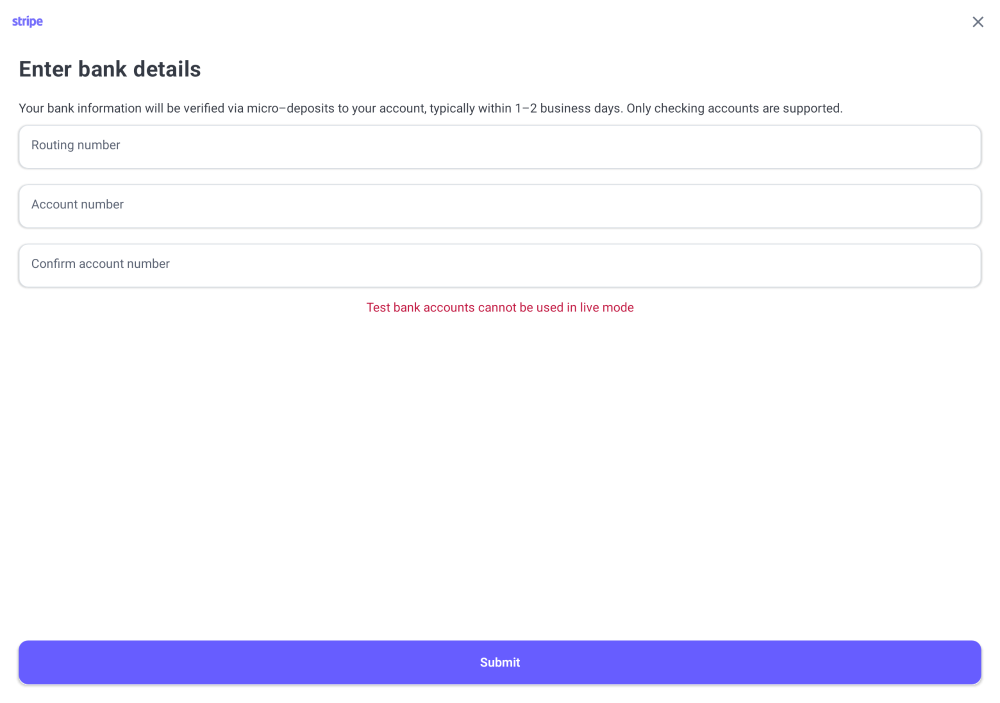 stripe
Enter bank details
Your bank information will be verified via micro–deposits to your account, typically within 1–2 business days. Only checking accounts are supported.
Routing number
Account number
Confirm account number
Test bank accounts cannot be used in live mode
Submit